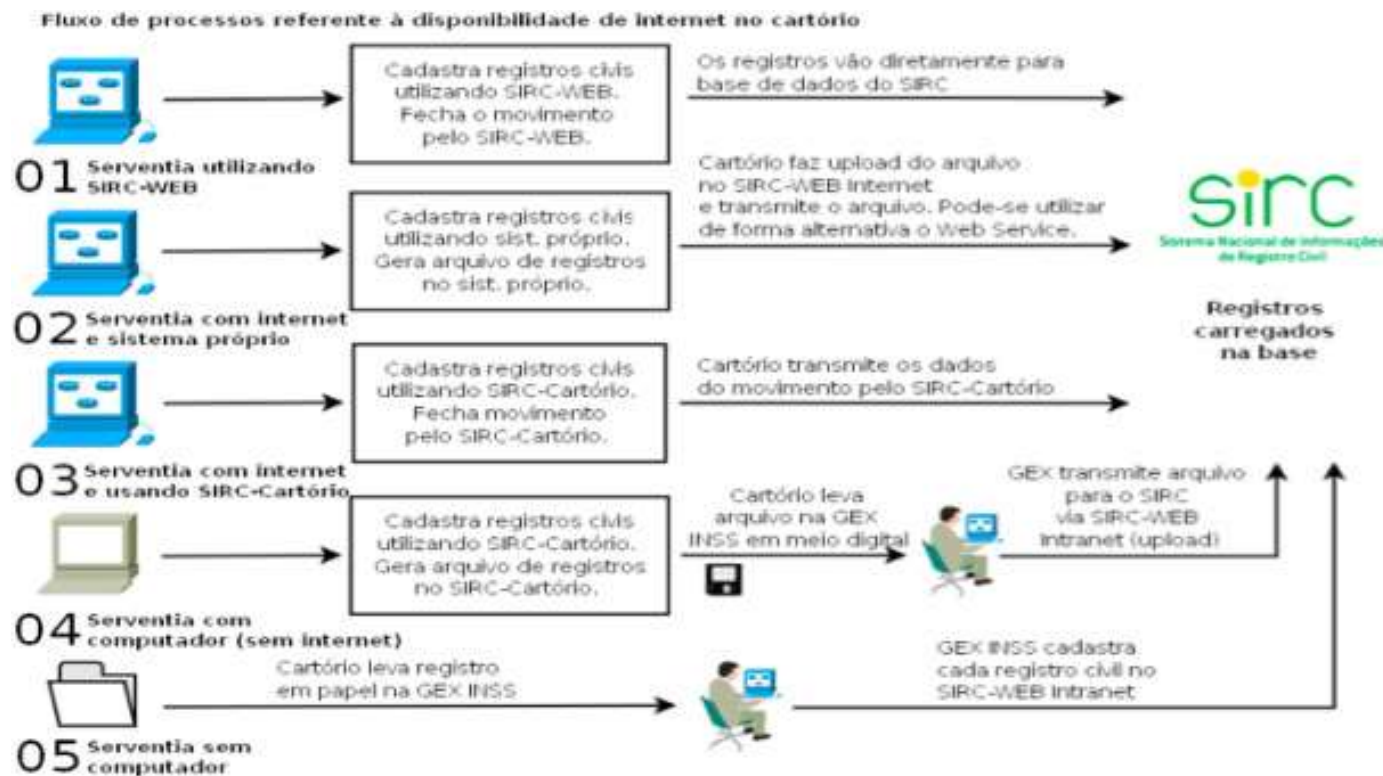 Fluxo de processos referente à disponibilidade de internet no cartório
Cadastra registros civis
utilizando SIRC-WEB.
Fecha o movimento
pelo SIRC-WEB.
Os registros vão diretamente para
base de dados do SIRC
01 Serventia utilizando
SIRC-WEB
Cadastra registros civis
utilizando sist. próprio.
Gera arquivo de registros
no sist. próprio.
Cartório faz upload do arquivo
no SIRC-WEB Internet
e transmite o arquivo. Pode-se utilizar
de forma alternativa o Web Service.
02 Serventia com internet
e sistema próprio
sirc
Sistema Nacional de Informações
de Registro Civil
Registros
carregados
na base
Cadastra registros civis
utilizando SIRC-Cartório.
Fecha movimento
pelo SIRC-Cartório.
Cartório transmite os dados
do movimento pelo SIRC-Cartório
03 Serventia com internet
e usando SIRC-Cartório
Cadastra registros civis
utilizando SIRC-Cartório.
Gera arquivo de registros
no SIRC-Cartório.
Cartório leva
arquivo na GEX
INSS em meio digital
GEX transmite arquivo
para o SIRC
via SIRC-WEB
Intranet (upload)
04 Serventia com
computador (sem internet)
Cartório leva registro
em papel na GEX INSS
GEX INSS cadastra
cada registro civil no
SIRC-WEB Intranet
05 Serventia sem
computador